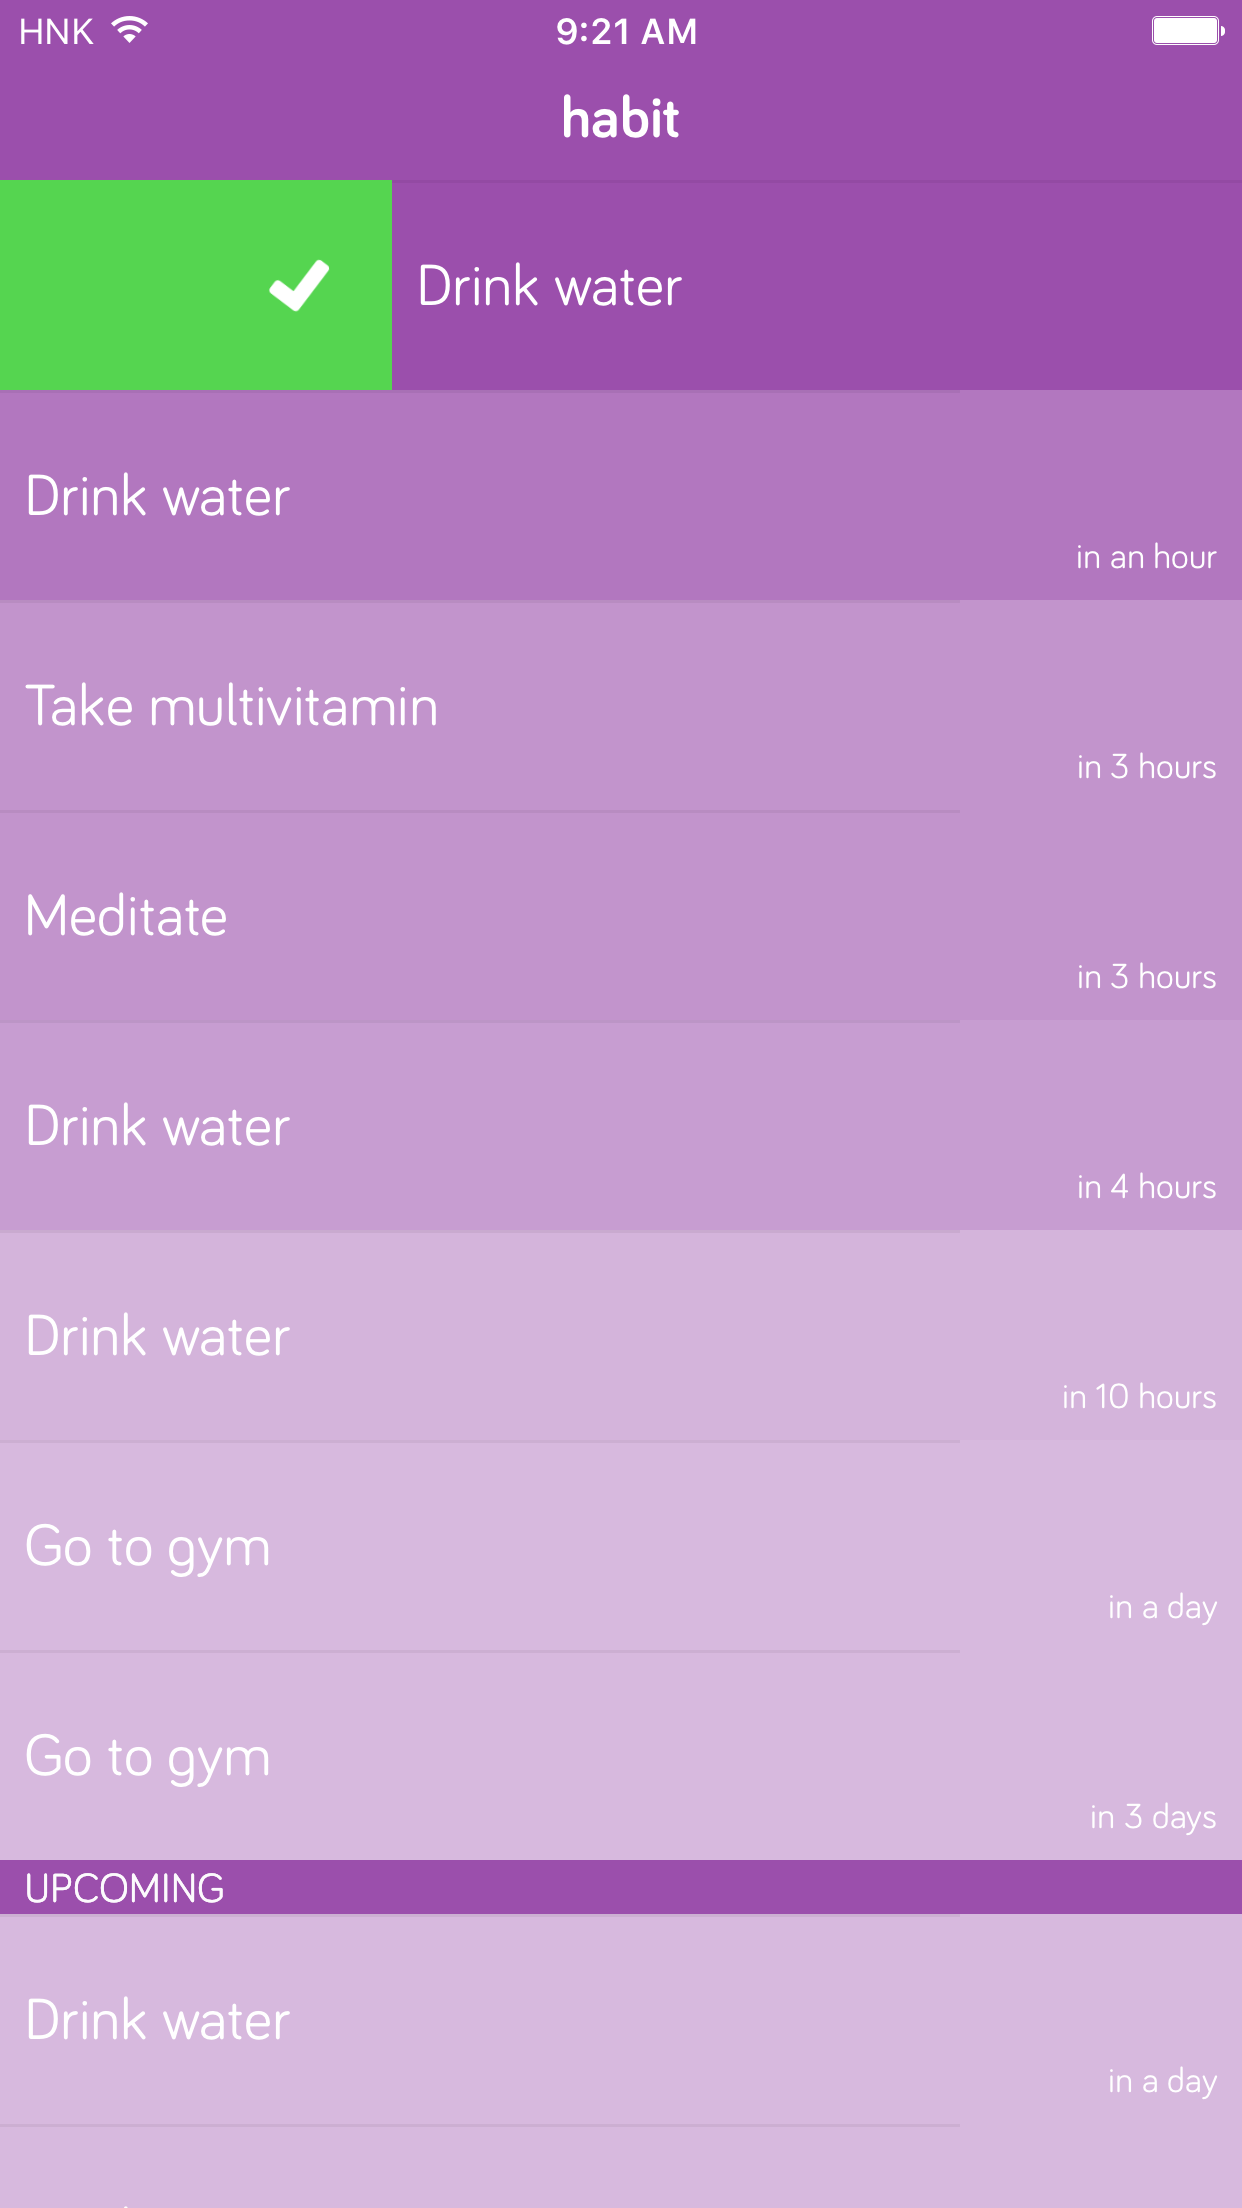 HNK 9:21 AM
habit
Drink water
Drink water
in an hour
Take multivitamin
in 3 hours
Meditate
in 3 hours
Drink water
in 4 hours
Drink water
in 10 hours
Go to gym
in a day
Go to gym
in 3 days
UPCOMING
Drink water
in a day